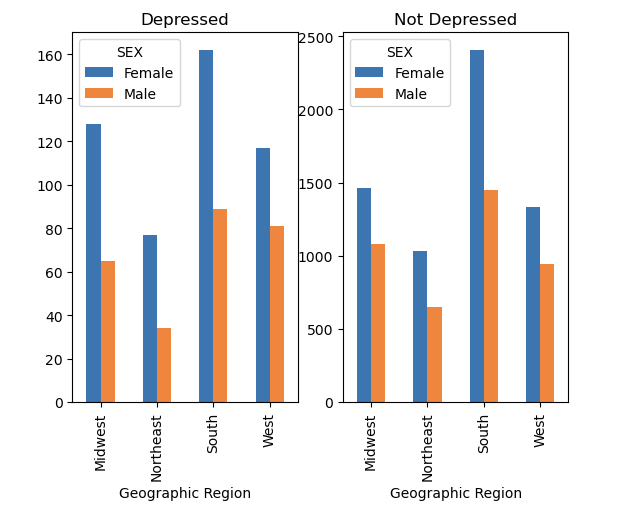 Depressed
SEX
Female
Male
160
140
120
100
80
60
40
20
0
Midwest
Northeast
South
West
Geographic Region
Not Depressed
SEX
Female
Male
2500
2000
1500
1000
500
0
Midwest
Northeast
South
West
Geographic Region